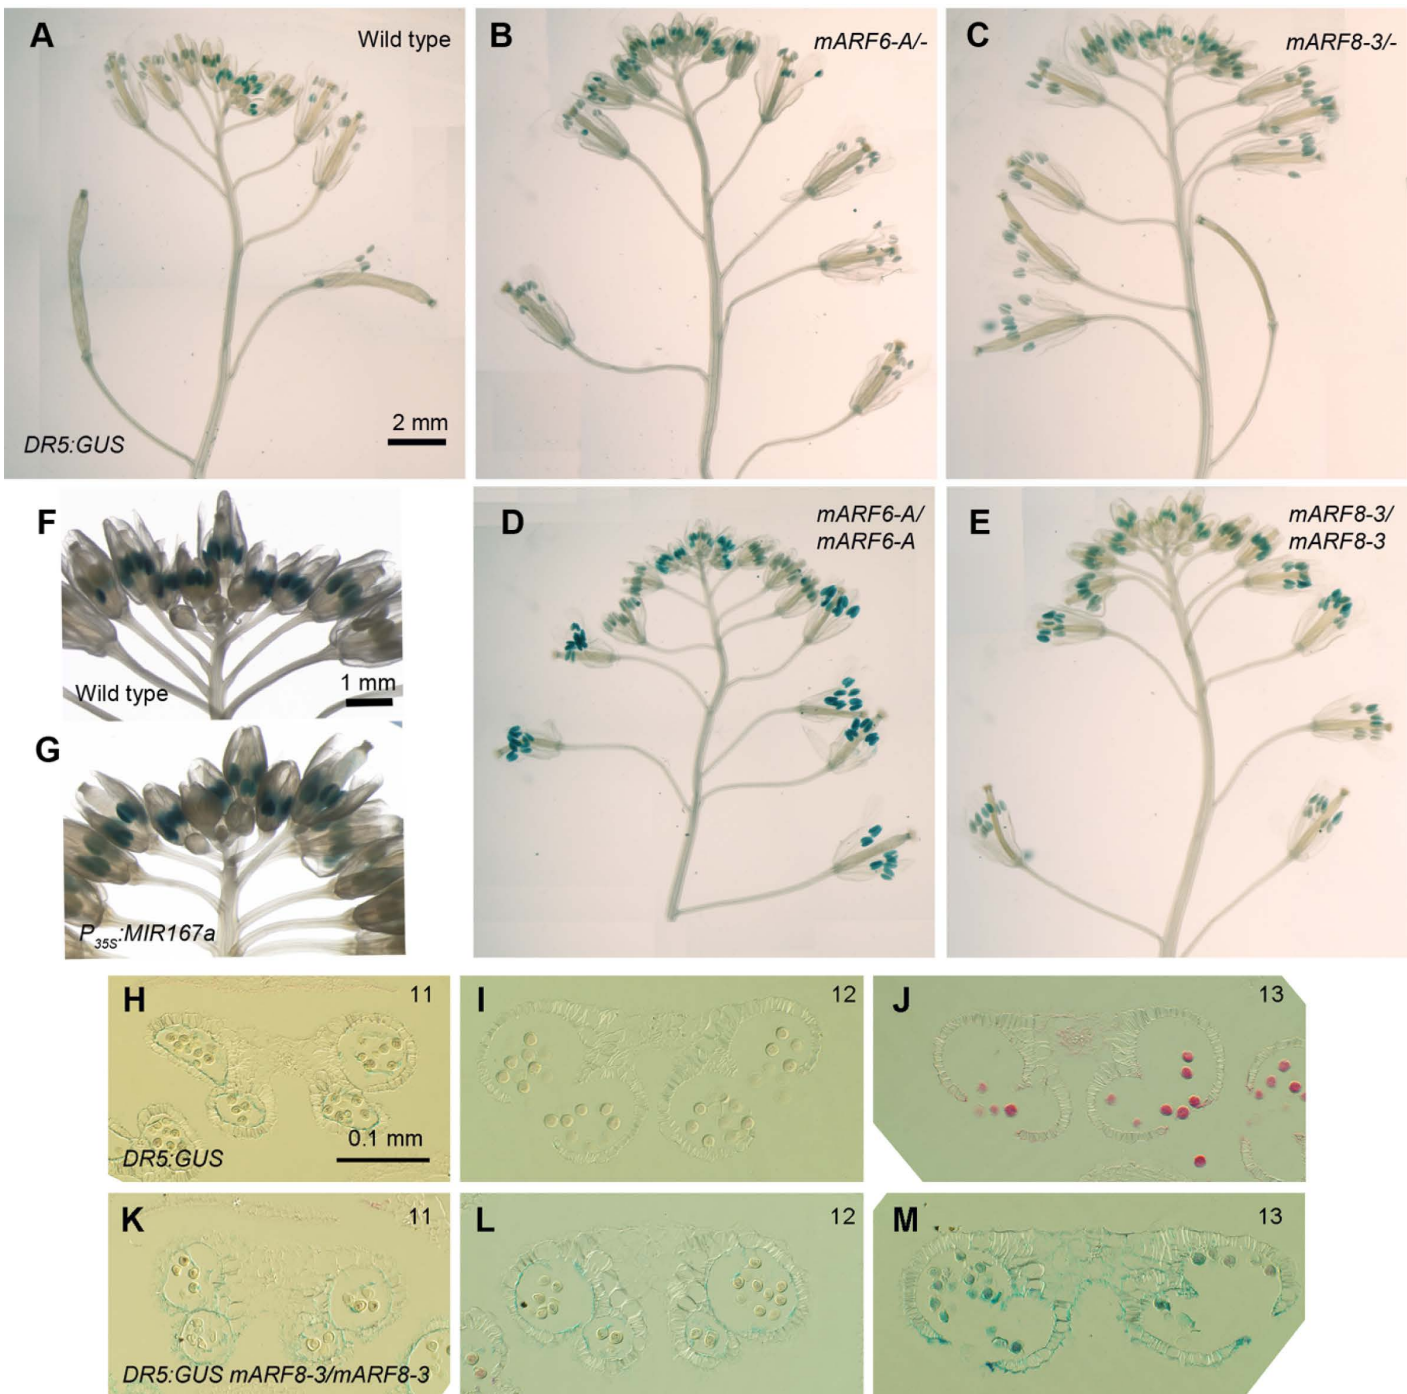 A
Wild type
2 mm
DR5:GUS
B
mARF6-A/-
C
mARF8-3/-
F
Wild type
1 mm
G
P35S:MIR167a
D
mARF6-A/
mARF6-A
E
mARF8-3/
mARF8-3
H
11
0.1 mm
DR5:GUS
I
12
J
13
K
11
DR5:GUS mARF8-3/mARF8-3
L
12
M
13